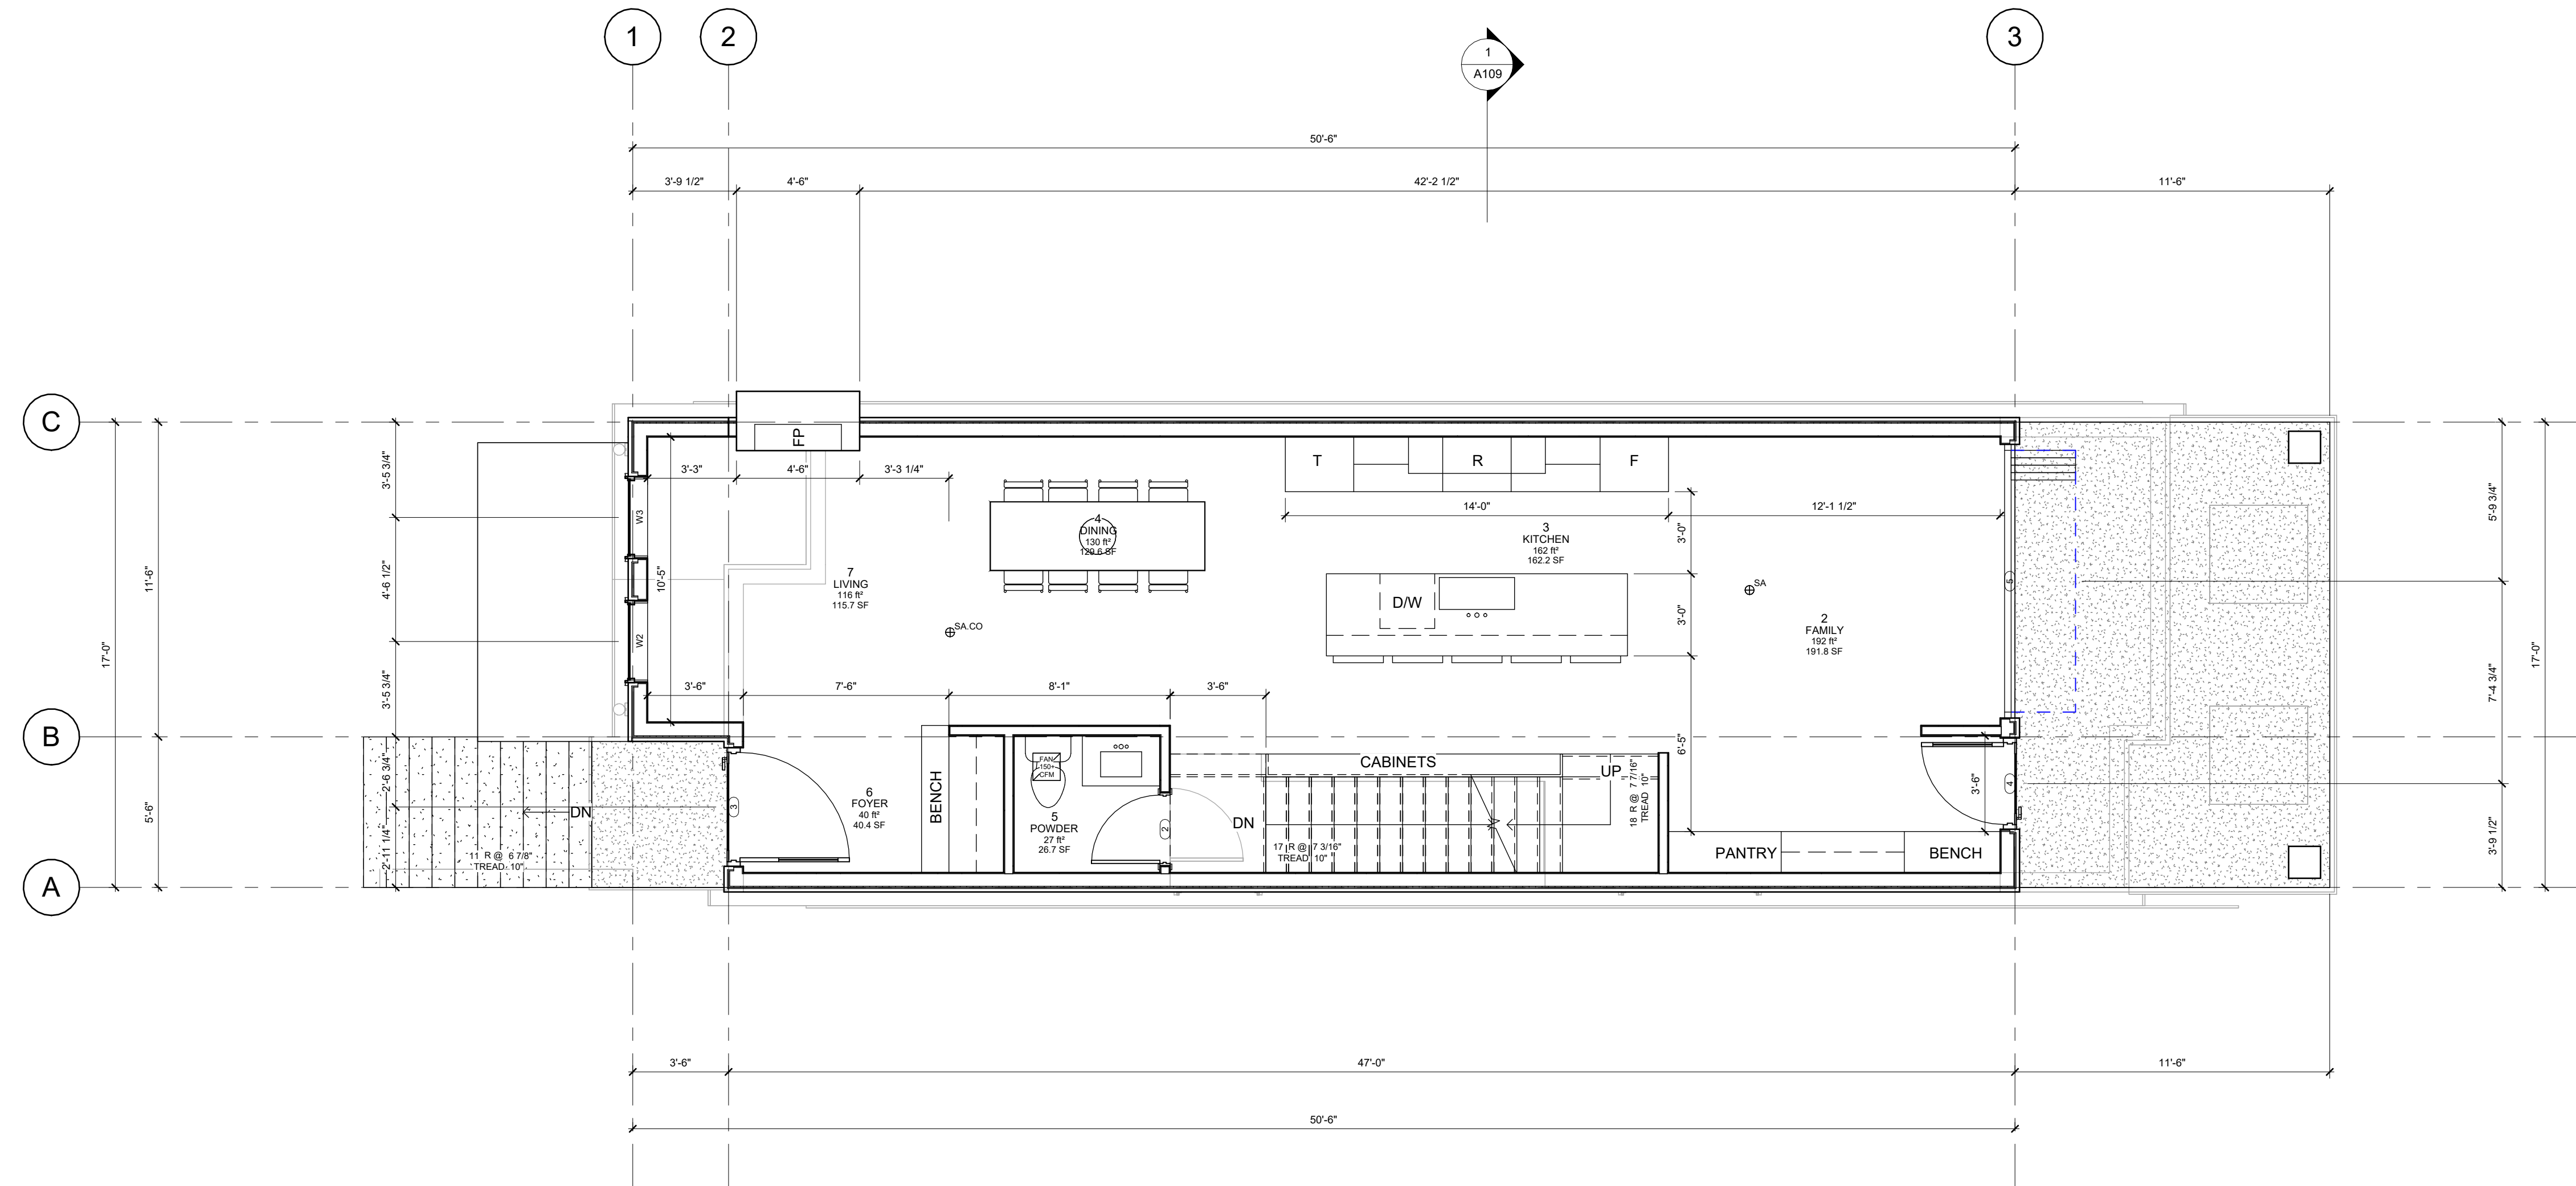 1
2
3
1
A109
50'-6"
3'-9 1/2"
4'-6"
42'-2 1/2"
11'-6"
C
B
A
17'-0"
11'-6"
5'-6"
3'-5 3/4"
4'-6 1/2"
3'-5 3/4"
2'-6 3/4"
2'-11 1/4"
FP
3'-3"
4'-6"
3'-3 1/4"
10'-5"
W3
W2
7
LIVING
116 ft²
115.7 SF
SA.CO
4
DINING
130 ft²
129.6 SF
T
R
F
14'-0"
12'-1 1/2"
3
KITCHEN
162 ft²
162.2 SF
3'-0"
3'-0"
6'-5"
D/W
SA
2
FAMILY
192 ft²
191.8 SF
5
3'-6"
7'-6"
8'-1"
3'-6"
DN
11 R @ 6 7/8"
TREAD 10"
3
6
FOYER
40 ft²
40.4 SF
BENCH
FAN
150+
CFM
5
POWDER
27 ft²
26.7 SF
2
DN
17 R @ 7 3/16"
TREAD 10"
CABINETS
UP
18 R @ 7 7/16"
TREAD 10"
PANTRY
BENCH
3'-6"
4
5'-9 3/4"
7'-4 3/4"
3'-9 1/2"
17'-0"
3'-6"
47'-0"
11'-6"
50'-6"